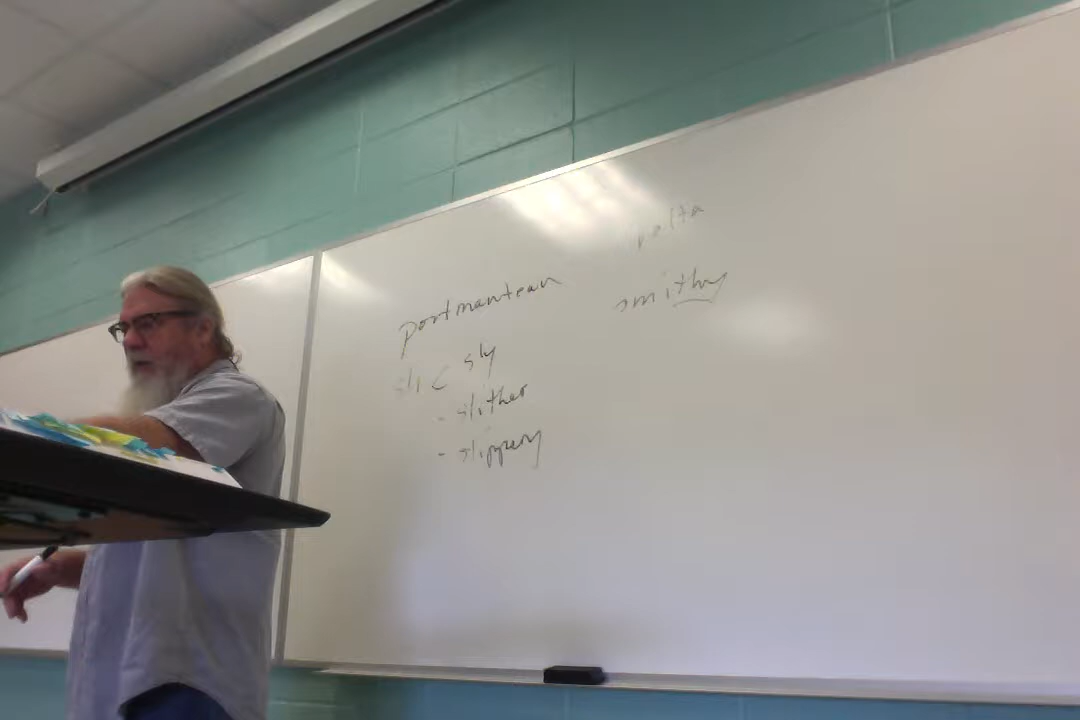 portmanteau
sly
sli <
- slither
- slippery
smithy